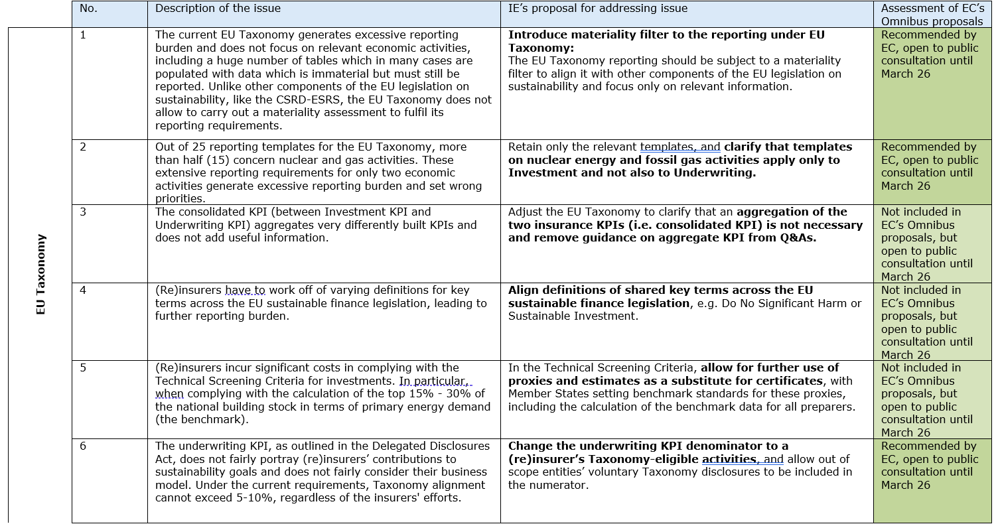 No.
Description of the issue
IE's proposal for addressing issue
Assessment of EC's
Omnibus proposals
EU Taxonomy
1
The current EU Taxonomy generates excessive reporting
burden and does not focus on relevant economic activities,
including a huge number of tables which in many cases are
populated with data which is immaterial but must still be
reported. Unlike other components of the EU legislation on
sustainability, like the CSRD-ESRS, the EU Taxonomy does not
allow to carry out a materiality assessment to fulfil its
reporting requirements.
Introduce materiality filter to the reporting under EU
Taxonomy:
The EU Taxonomy reporting should be subject to a materiality
filter to align it with other components of the EU legislation on
sustainability and focus only on relevant information.
Recommended by
EC, open to public
consultation until
March 26
2
Out of 25 reporting templates for the EU Taxonomy, more
than half (15) concern nuclear and gas activities. These
extensive reporting requirements for only two economic
activities generate excessive reporting burden and set wrong
priorities.
Retain only the relevant templates, and clarify that templates
on nuclear energy and fossil gas activities apply only to
Investment and not also to Underwriting.
Recommended by
EC, open to public
consultation until
March 26
3
The consolidated KPI (between Investment KPI and
Underwriting KPI) aggregates very differently built KPIs and
does not add useful information.
Adjust the EU Taxonomy to clarify that an aggregation of the
two insurance KPIs (i.e. consolidated KPI) is not necessary
and remove guidance on aggregate KPI from Q&As.
Not included in
EC's Omnibus
proposals, but
open to public
consultation until
March 26
4
(Re)insurers have to work off of varying definitions for key
terms across the EU sustainable finance legislation, leading to
further reporting burden.
Align definitions of shared key terms across the EU
sustainable finance legislation, e.g. Do No Significant Harm or
Sustainable Investment.
Not included in
EC's Omnibus
proposals, but
open to public
consultation until
March 26
5
(Re)insurers incur significant costs in complying with the
Technical Screening Criteria for investments. In particular,
when complying with the calculation of the top 15% - 30% of
the national building stock in terms of primary energy demand
(the benchmark).
In the Technical Screening Criteria, allow for further use of
proxies and estimates as a substitute for certificates, with
Member States setting benchmark standards for these proxies,
including the calculation of the benchmark data for all preparers.
Not included in
EC's Omnibus
proposals, but
open to public
consultation until
March 26
6
The underwriting KPI, as outlined in the Delegated Disclosures
Act, does not fairly portray (re)insurers' contributions to
sustainability goals and does not fairly consider their business
model. Under the current requirements, Taxonomy alignment
cannot exceed 5-10%, regardless of the insurers' efforts.
Change the underwriting KPI denominator to a
(re)insurer's Taxonomy-eligible activities, and allow out of
scope entities' voluntary Taxonomy disclosures to be included in
the numerator.
Recommended by
EC, open to public
consultation until
March 26